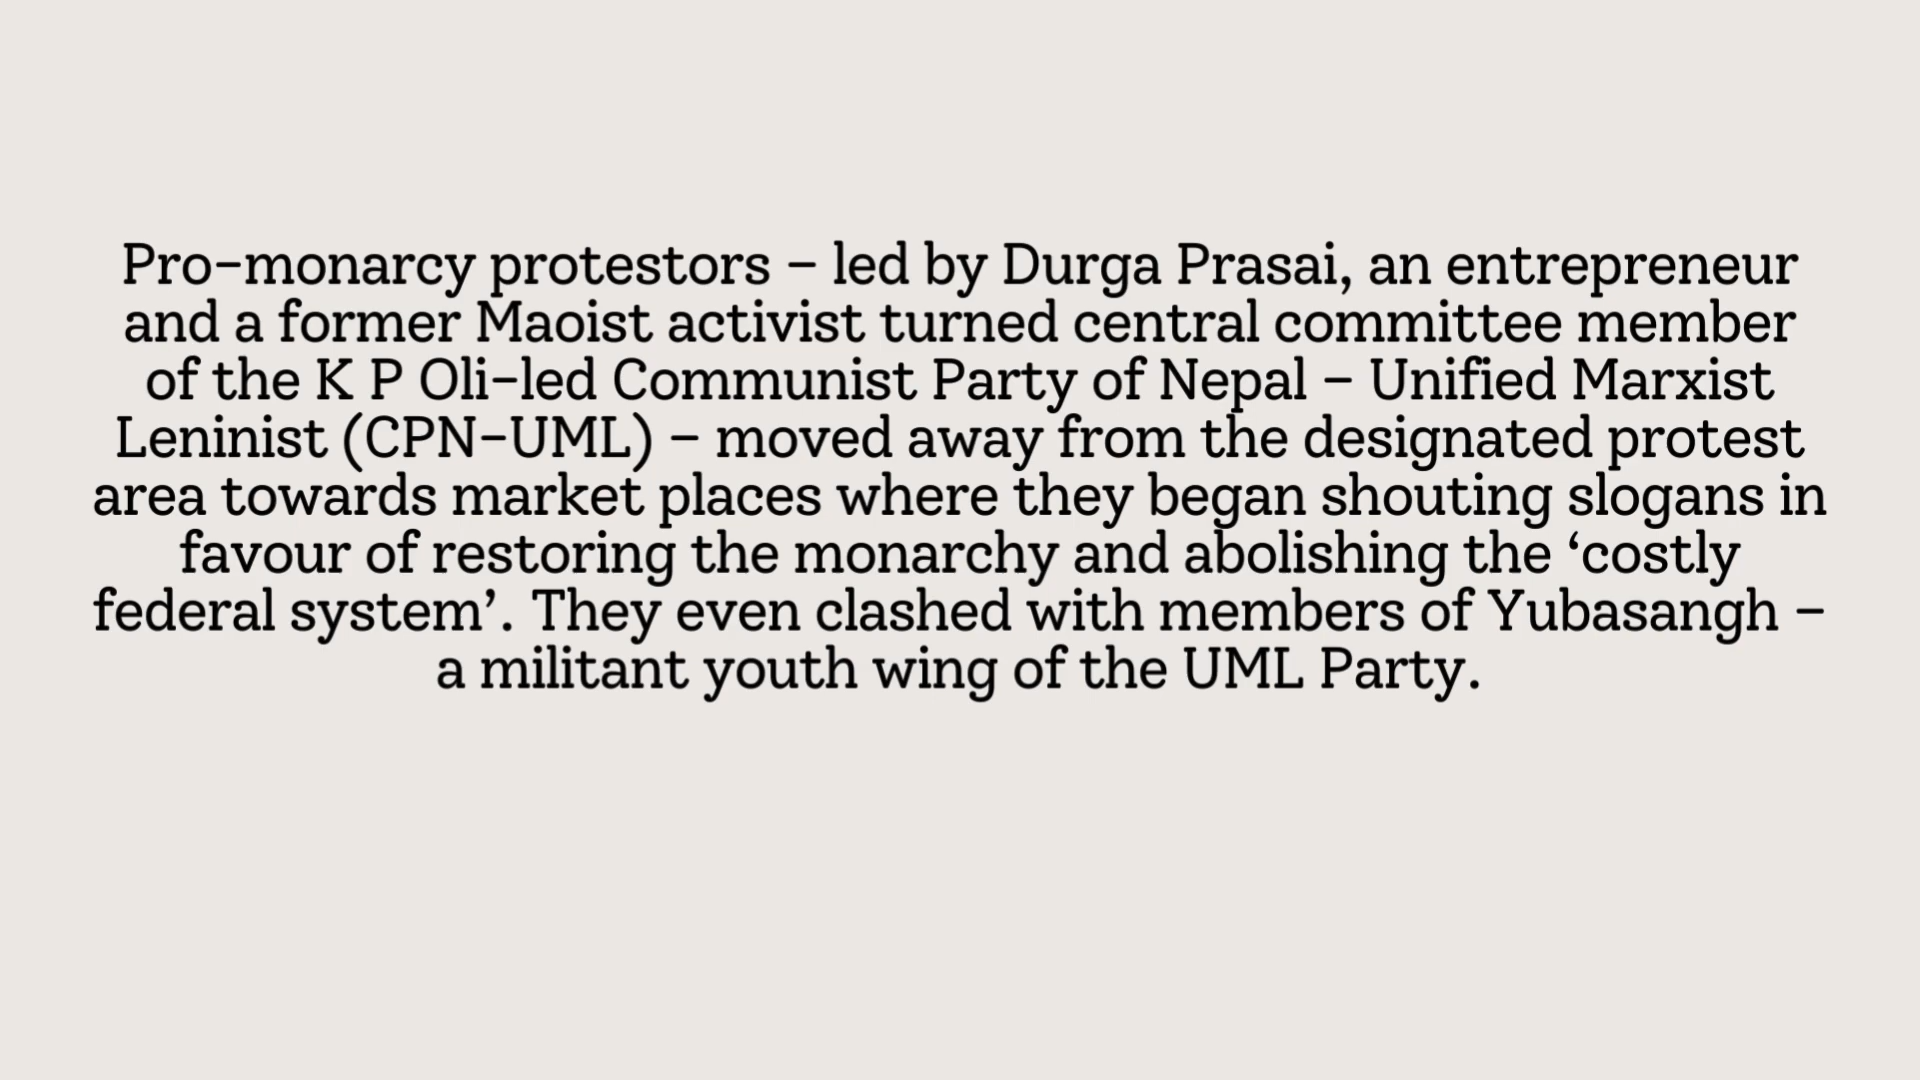 Pro-monarcy protestors – led by Durga Prasai, an entrepreneur
and a former Maoist activist turned central committee member
of the K P Oli-led Communist Party of Nepal – Unified Marxist
Leninist (CPN-UML) – moved away from the designated protest
area towards market places where they began shouting slogans in
favour of restoring the monarchy and abolishing the ‘costly
federal system’. They even clashed with members of Yubasangh –
a militant youth wing of the UML Party.